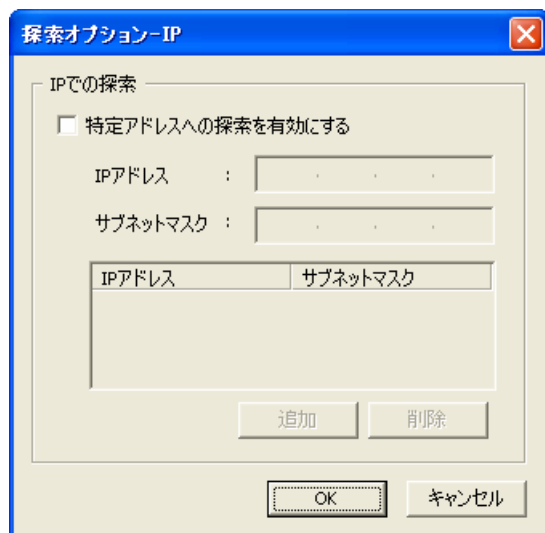 探索オプション-IP
IPでの探索
特定アドレスへの探索を有効にする
IPアドレス :
サブネットマスク :
IPアドレス サブネットマスク
追加 削除
OK キャンセル